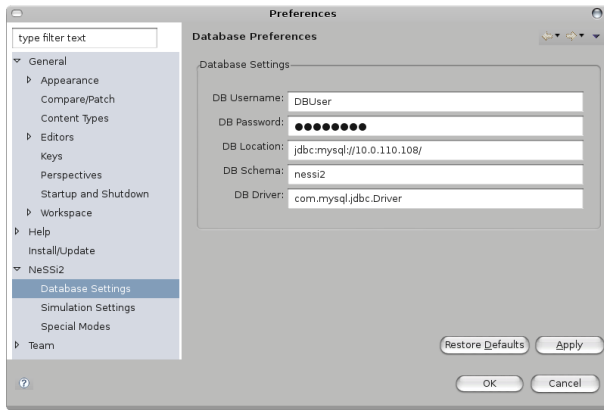 Preferences
type filter text
General
Appearance
Compare/Patch
Content Types
Editors
Keys
Perspectives
Startup and Shutdown
Workspace
Help
Install/Update
NeSSi2
Database Settings
Simulation Settings
Special Modes
Team
Database Preferences
Database Settings
DB Username: DBUser
DB Password: ●●●●●●●●
DB Location: jdbc:mysql://10.0.110.108/
DB Schema: nessi2
DB Driver: com.mysql.jdbc.Driver
Restore Defaults Apply
? OK Cancel